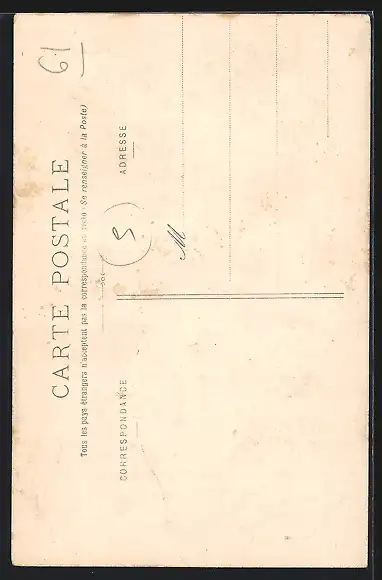 61
CARTE POSTALE
Tous les pays étrangers n'acceptent pas la correspondance au recto - Se renseigner à la Poste)
CORRESPONDANCE
ADRESSE
M